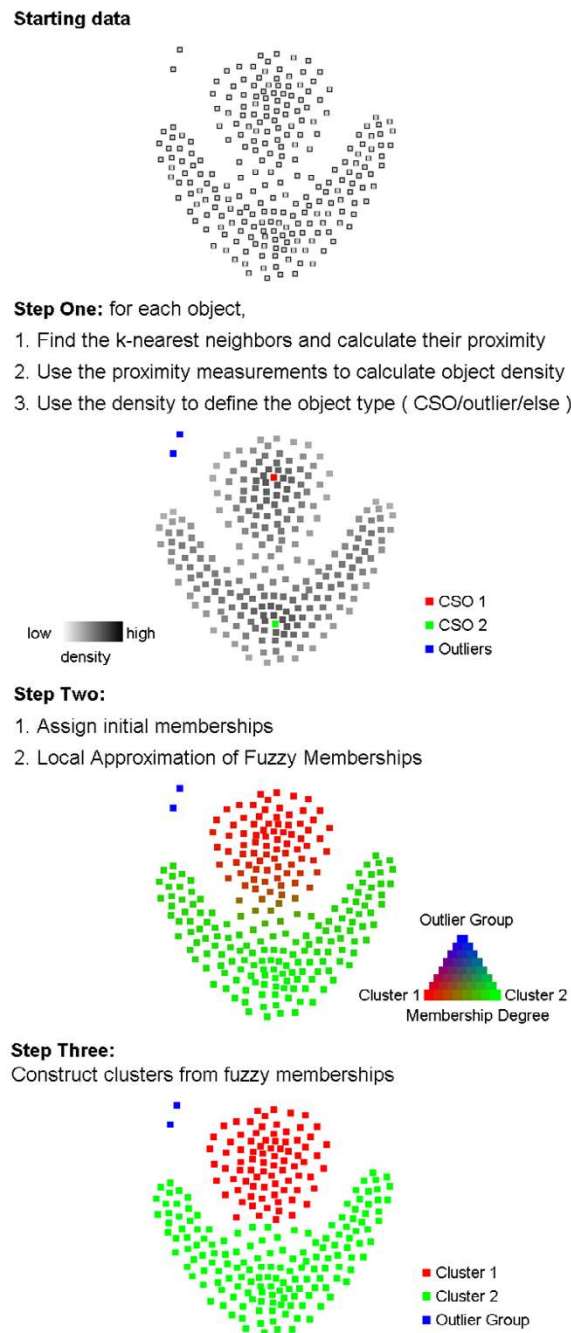 Starting data
Step One: for each object,
1. Find the k-nearest neighbors and calculate their proximity
2. Use the proximity measurements to calculate object density
3. Use the density to define the object type ( CSO/outlier/else )
low high
density
CSO 1
CSO 2
Outliers
Step Two:
1. Assign initial memberships
2. Local Approximation of Fuzzy Memberships
Outlier Group
Cluster 1 Cluster 2
Membership Degree
Step Three:
Construct clusters from fuzzy memberships
Cluster 1
Cluster 2
Outlier Group